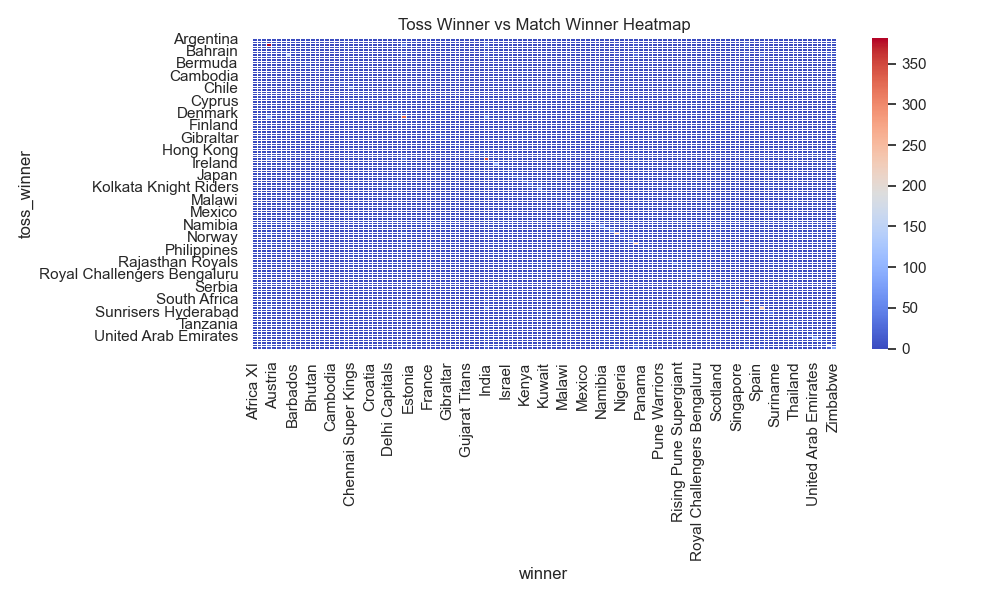 Toss Winner vs Match Winner Heatmap
toss_winner
Argentina
Bahrain
Bermuda
Cambodia
Chile
Cyprus
Denmark
Finland
Gibraltar
Hong Kong
Ireland
Japan
Kolkata Knight Riders
Malawi
Mexico
Namibia
Norway
Philippines
Rajasthan Royals
Royal Challengers Bengaluru
Serbia
South Africa
Sunrisers Hyderabad
Tanzania
United Arab Emirates
350
300
250
200
150
100
50
0
Africa XI
Austria
Barbados
Bhutan
Cambodia
Chennai Super Kings
Croatia
Delhi Capitals
Estonia
France
Gibraltar
Gujarat Titans
India
Israel
Kenya
Kuwait
Malawi
Mexico
Namibia
Nigeria
Panama
Pune Warriors
Rising Pune Supergiant
Royal Challengers Bengaluru
Scotland
Singapore
Spain
Suriname
Thailand
United Arab Emirates
Zimbabwe
winner